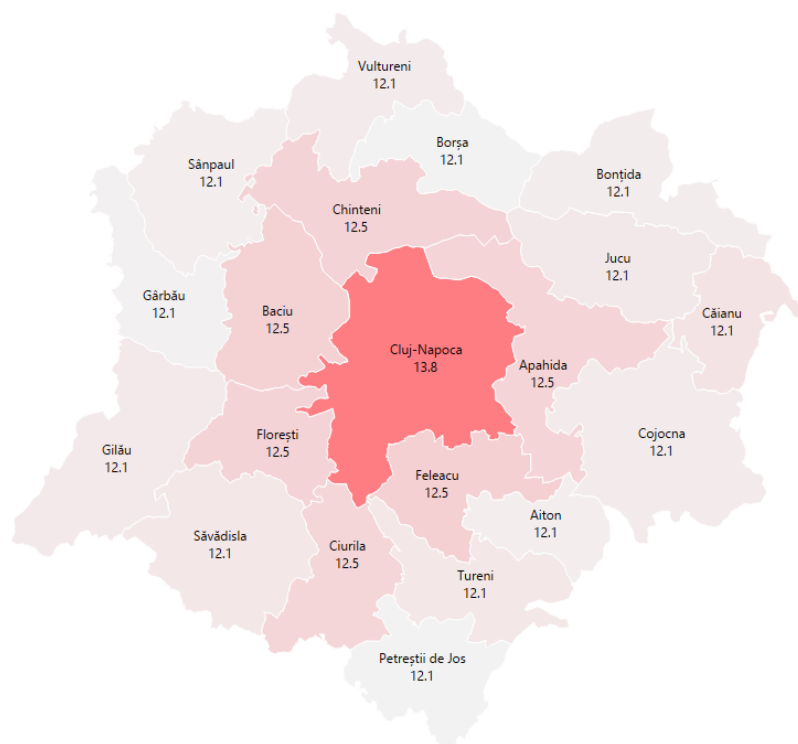 Vultureni
12.1
Borșa
12.1
Sânpaul
12.1
Bonțida
12.1
Chinteni
12.5
Jucu
12.1
Gârbău
12.1
Baciu
12.5
Căianu
12.1
Cluj-Napoca
13.8
Apahida
12.5
Florești
12.5
Cojocna
12.1
Gilău
12.1
Feleacu
12.5
Aiton
12.1
Săvădisla
12.1
Ciurila
12.5
Tureni
12.1
Petreștii de Jos
12.1